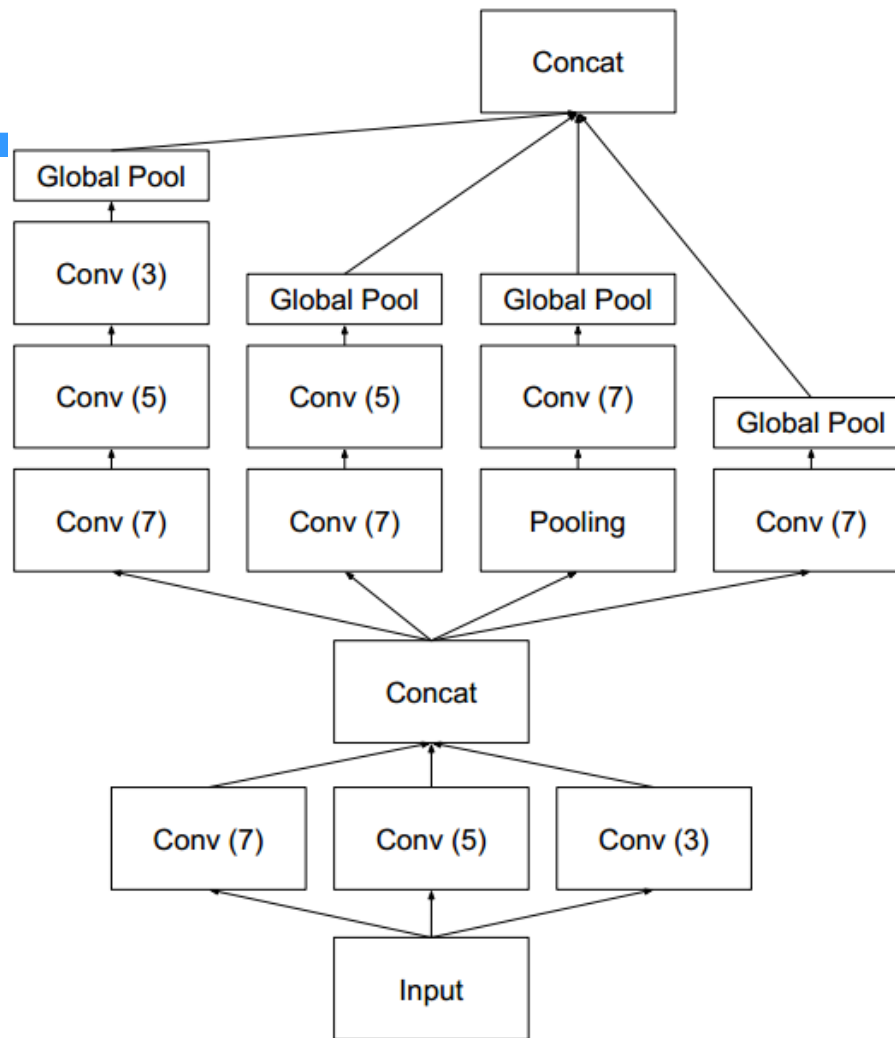 Concat
Global Pool
Conv (3)
Global Pool
Global Pool
Conv (5)
Conv (5)
Conv (7)
Global Pool
Conv (7)
Conv (7)
Pooling
Conv (7)
Concat
Conv (7)
Conv (5)
Conv (3)
Input